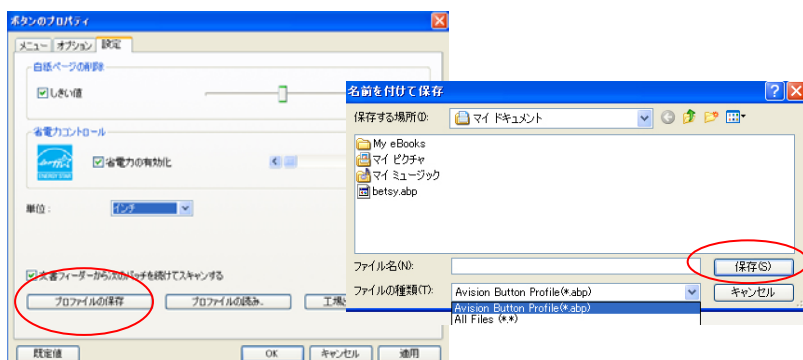 ボタンのプロパティ
メニュー オプション 設定
白紙ページの削除
しきい値
省電力コントロール
ENERGY STAR
省電力の有効化
単位:
インチ
文書フィーダーから次のバッチを続けてスキャンする
プロファイルの保存
プロファイルの読み.
既定値
OK
キャンセル
適用
名前を付けて保存
保存する場所(I):
マイ ドキュメント
My eBooks
マイ ピクチャ
マイ ミュージック
betsy.abp
ファイル名(N):
保存(S)
ファイルの種類(T):
Avision Button Profile(*.abp)
キャンセル
Avision Button Profile(*.abp)
All Files (*.*)